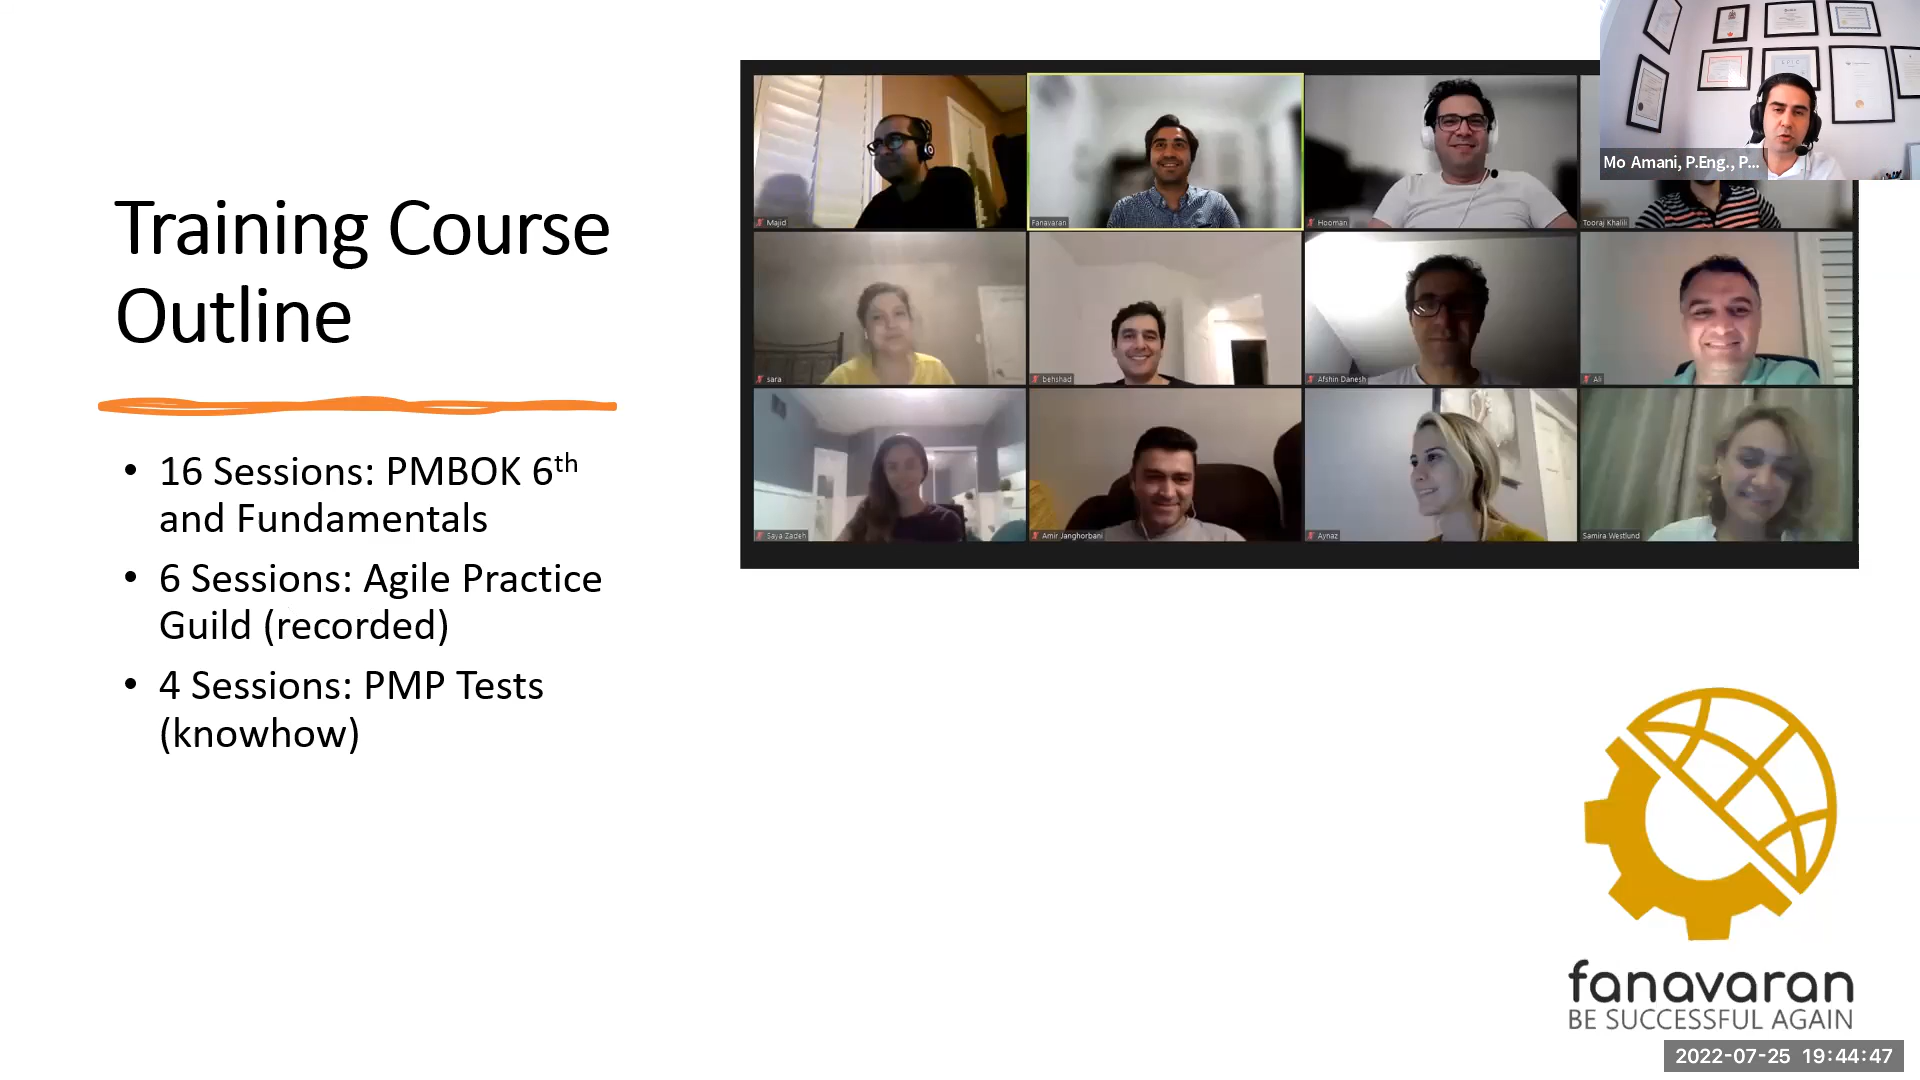 Training Course
Outline
• 16 Sessions: PMBOK 6th
and Fundamentals
• 6 Sessions: Agile Practice
Guild (recorded)
• 4 Sessions: PMP Tests
(knowhow)
Mo Amani, P.Eng., P...
Majid
Fanavaran
Hooman
Tooraj Khalili
sara
behshad
Afshin Danesh
Ali
Saya Zadeh
Amir Janghorbani
Aynaz
Samira Westlund
fanavaran
BE SUCCESSFUL AGAIN
2022-07-25 19:44:47